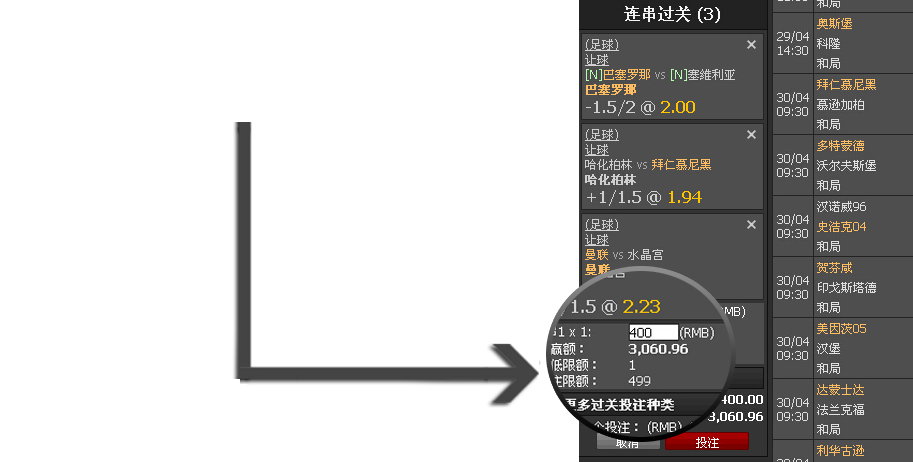 连串过关 (3)
(足球)
让球
[N]巴塞罗那 vs [N]塞維利亚
巴塞罗那
-1.5/2 @ 2.00
(足球)
让球
哈化柏林 vs 拜仁慕尼黑
哈化柏林
+1/1.5 @ 1.94
(足球)
让球
曼联 vs 水晶宫
曼联
/1.5 @ 2.23
1 x 1: 400 (RMB)
赢额: 3,060.96
低限额: 1
限额: 499
更多过关投注种类
个投注: (RMB)
400.00
3,060.96
取消 投注
和局
29/04
14:30
奥斯堡
科隆
和局
30/04
09:30
拜仁慕尼黑
慕逊加柏
和局
30/04
09:30
多特蒙德
沃尔夫斯堡
和局
30/04
09:30
汉诺威96
史浩克04
和局
30/04
09:30
贺芬咸
印戈斯塔德
和局
30/04
09:30
美因茨05
汉堡
和局
30/04
09:30
达蒙士达
法兰克福
和局
30/04
利华古逊